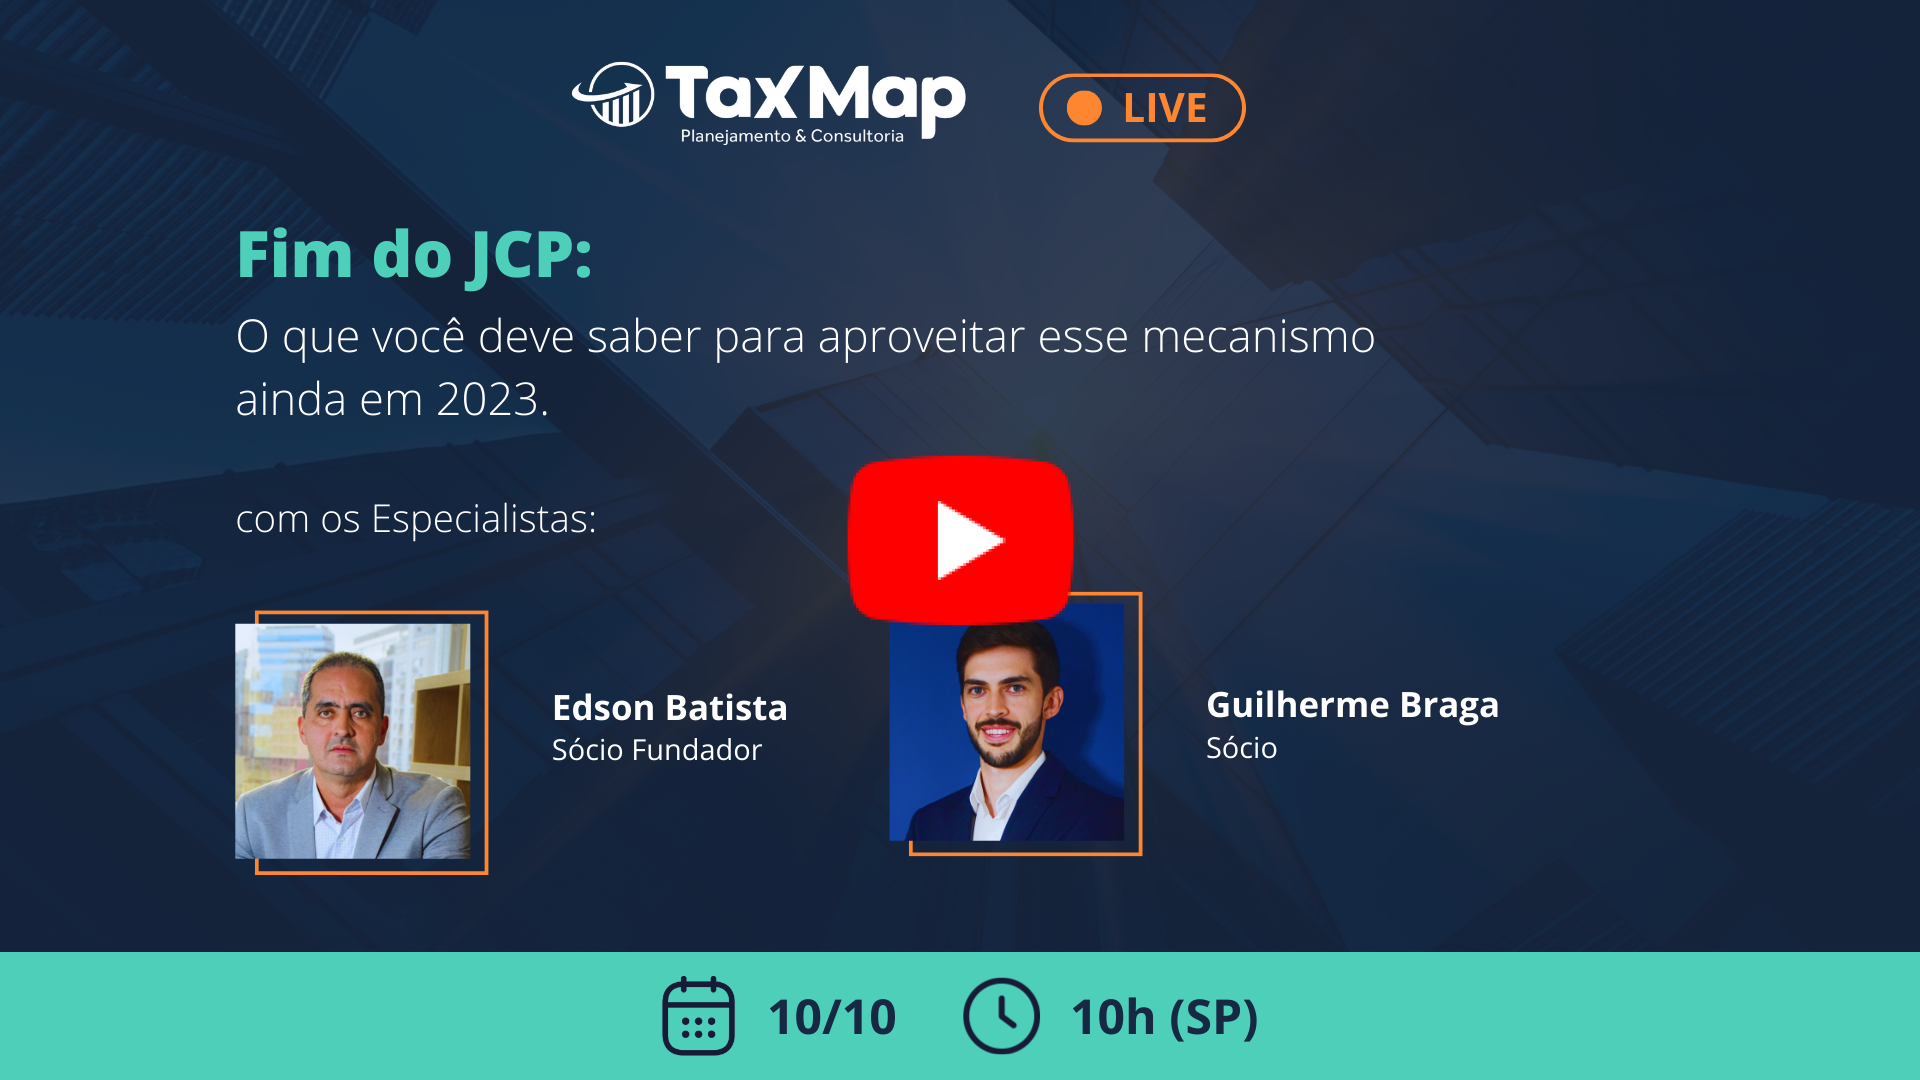 TaxMap
Planejamento & Consultoria
LIVE
Fim do JCP:
O que você deve saber para aproveitar esse mecanismo
ainda em 2023.
com os Especialistas:
Edson Batista
Sócio Fundador
Guilherme Braga
Sócio
10/10
10h (SP)